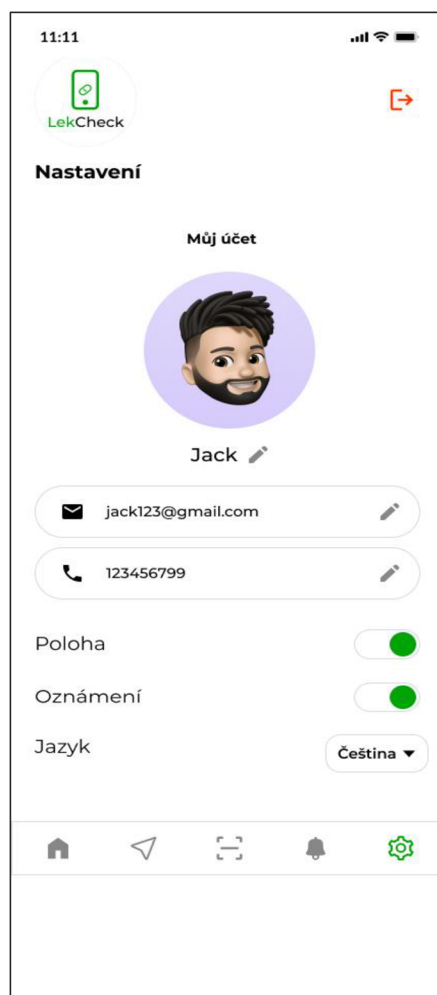 11:11
LekCheck
Nastavení
Můj účet
Jack
jack123@gmail.com
123456799
Poloha
Oznámení
Jazyk
Čeština